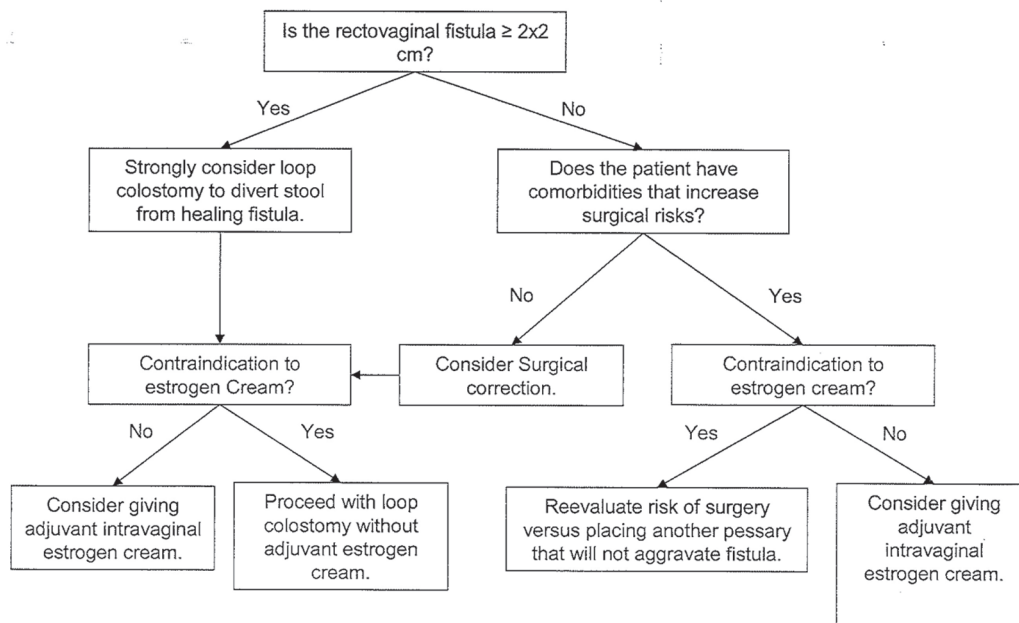 Is the rectovaginal fistula ≥ 2x2
cm?
Yes
No
Strongly consider loop
colostomy to divert stool
from healing fistula.
Does the patient have
comorbidities that increase
surgical risks?
No
Yes
Contraindication to
estrogen Cream?
Consider Surgical
correction.
Contraindication to
estrogen cream?
No
Yes
Yes
No
Consider giving
adjuvant intravaginal
estrogen cream.
Proceed with loop
colostomy without
adjuvant estrogen
cream.
Reevaluate risk of surgery
versus placing another pessary
that will not aggravate fistula.
Consider giving
adjuvant
intravaginal
estrogen cream.